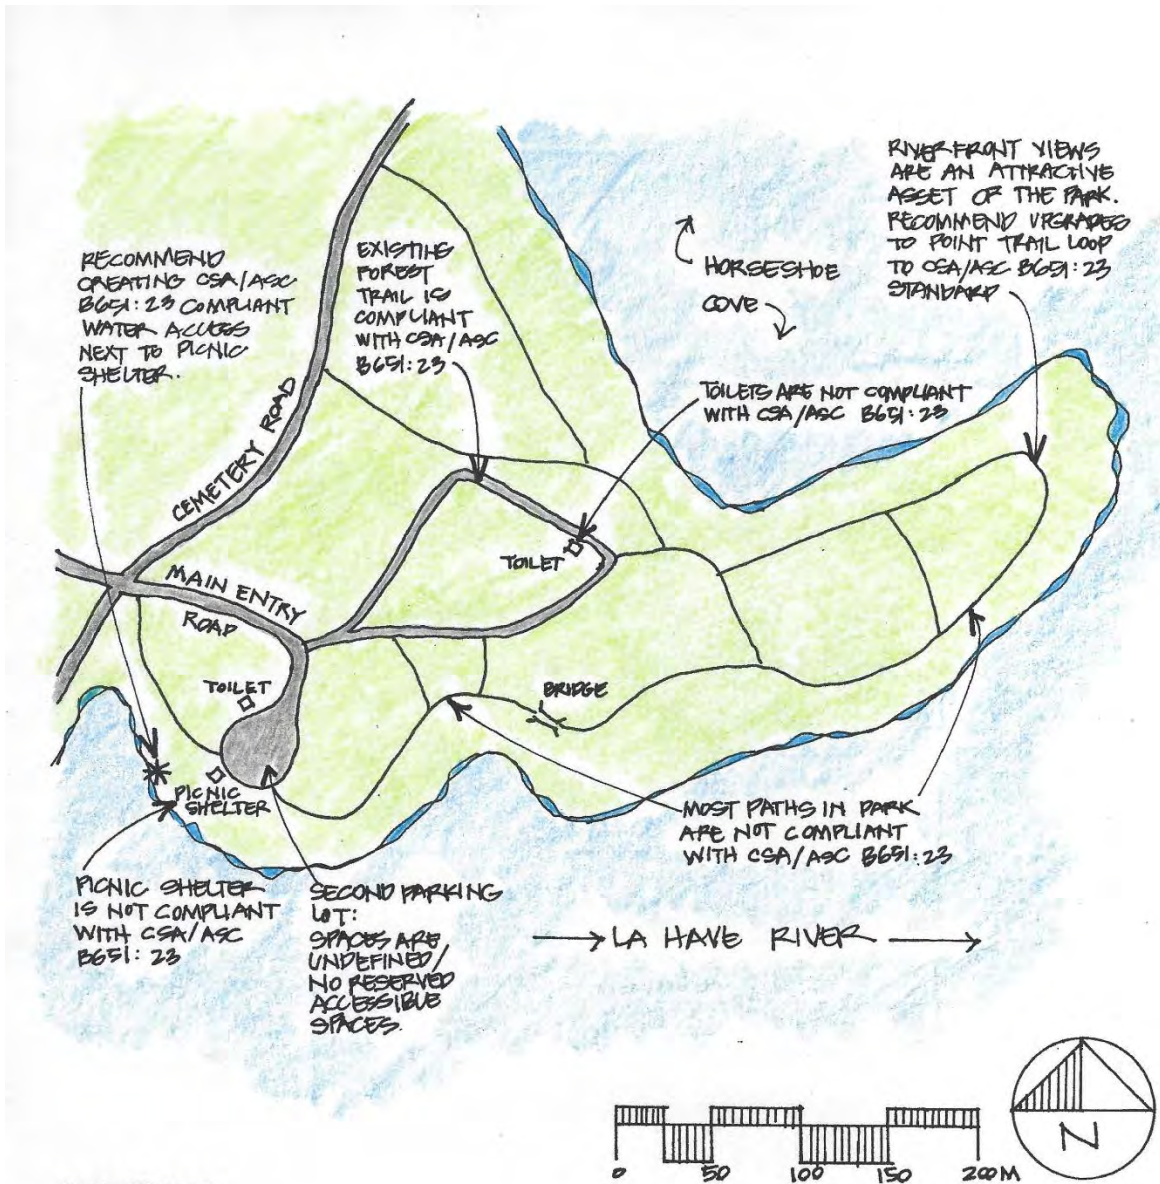 RIVERFRONT VIEWS
ARE AN ATTRACTIVE
ASSET OF THE PARK.
RECOMMEND UPGRADES
TO POINT TRAIL LOOP
TO CSA/ASC B651:23
STANDARD
RECOMMEND
CREATING CSA/ASC
B651:23 COMPLIANT
WATER ACCESS
NEXT TO PICNIC
SHELTER.
EXISTING
FOREST
TRAIL IS
COMPLIANT
WITH CSA/ASC
B651:23
HORSESHOE
COVE
TOILETS ARE NOT COMPLIANT
WITH CSA/ASC B651:23
CEMETERY ROAD
MAIN ENTRY
ROAD
TOILET
TOILET
BRIDGE
PICNIC
SHELTER
MOST PATHS IN PARK
ARE NOT COMPLIANT
WITH CSA/ASC B651:23
PICNIC SHELTER
IS NOT COMPLIANT
WITH CSA/ASC
B651:23
SECOND PARKING
LOT:
SPACES ARE
UNDEFINED/
NO RESERVED
ACCESSIBLE
SPACES.
LA HAVE RIVER
0 50 100 150 200M
N